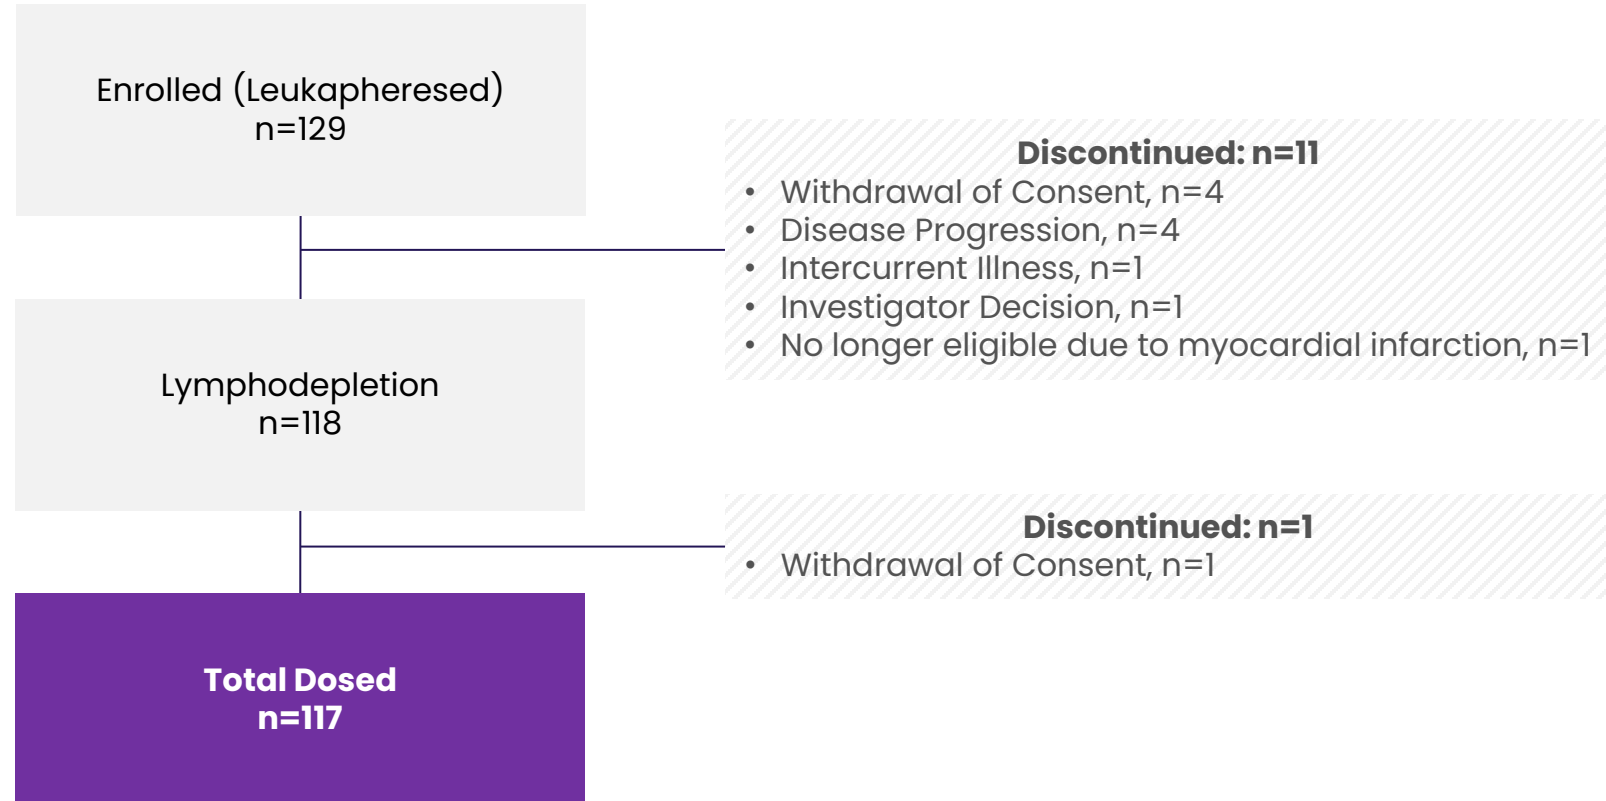 Enrolled (Leukapheresed)
n=129
Discontinued: n=11
• Withdrawal of Consent, n=4
• Disease Progression, n=4
• Intercurrent Illness, n=1
• Investigator Decision, n=1
• No longer eligible due to myocardial infarction, n=1
Lymphodepletion
n=118
Discontinued: n=1
• Withdrawal of Consent, n=1
Total Dosed
n=117